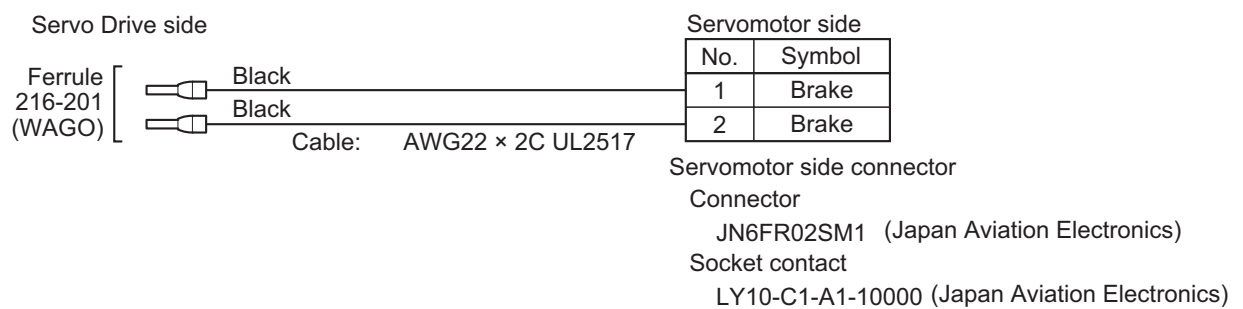 Servo Drive side
Servomotor side
No. Symbol
Ferrule
216-201
(WAGO)
Black
1 Brake
Black
2 Brake
Cable: AWG22 × 2C UL2517
Servomotor side connector
Connector
JN6FR02SM1 (Japan Aviation Electronics)
Socket contact
LY10-C1-A1-10000 (Japan Aviation Electronics)